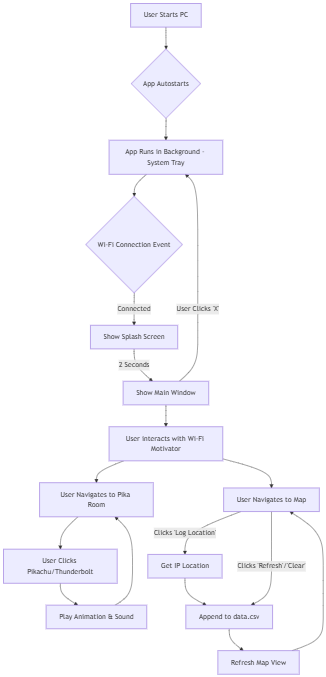 User Starts PC
App Autostarts
App Runs in Background -
System Tray
Wi-Fi Connection Event
Connected
User Clicks 'X'
Show Splash Screen
2 Seconds
Show Main Window
User Interacts with Wi-Fi
Motivator
User Navigates to Pika
Room
User Navigates to Map
Clicks 'Log Location'
User Clicks
Pikachu/Thunderbolt
Get IP Location
Clicks 'Refresh'/'Clear'
Play Animation & Sound
Append to data.csv
Refresh Map View